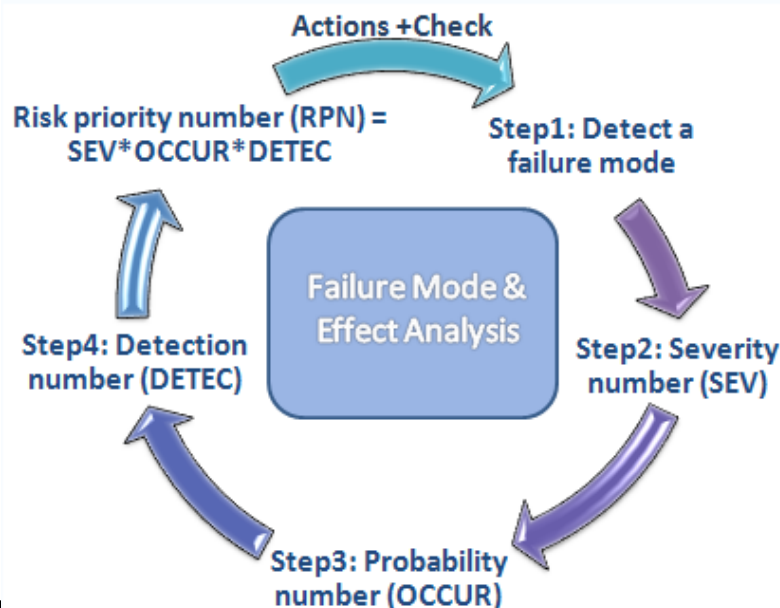 Actions +Check
Step1: Detect a
failure mode
Step2: Severity
number (SEV)
Step3: Probability
number (OCCUR)
Step4: Detection
number (DETEC)
Risk priority number (RPN) =
SEV*OCCUR*DETEC
Failure Mode &
Effect Analysis